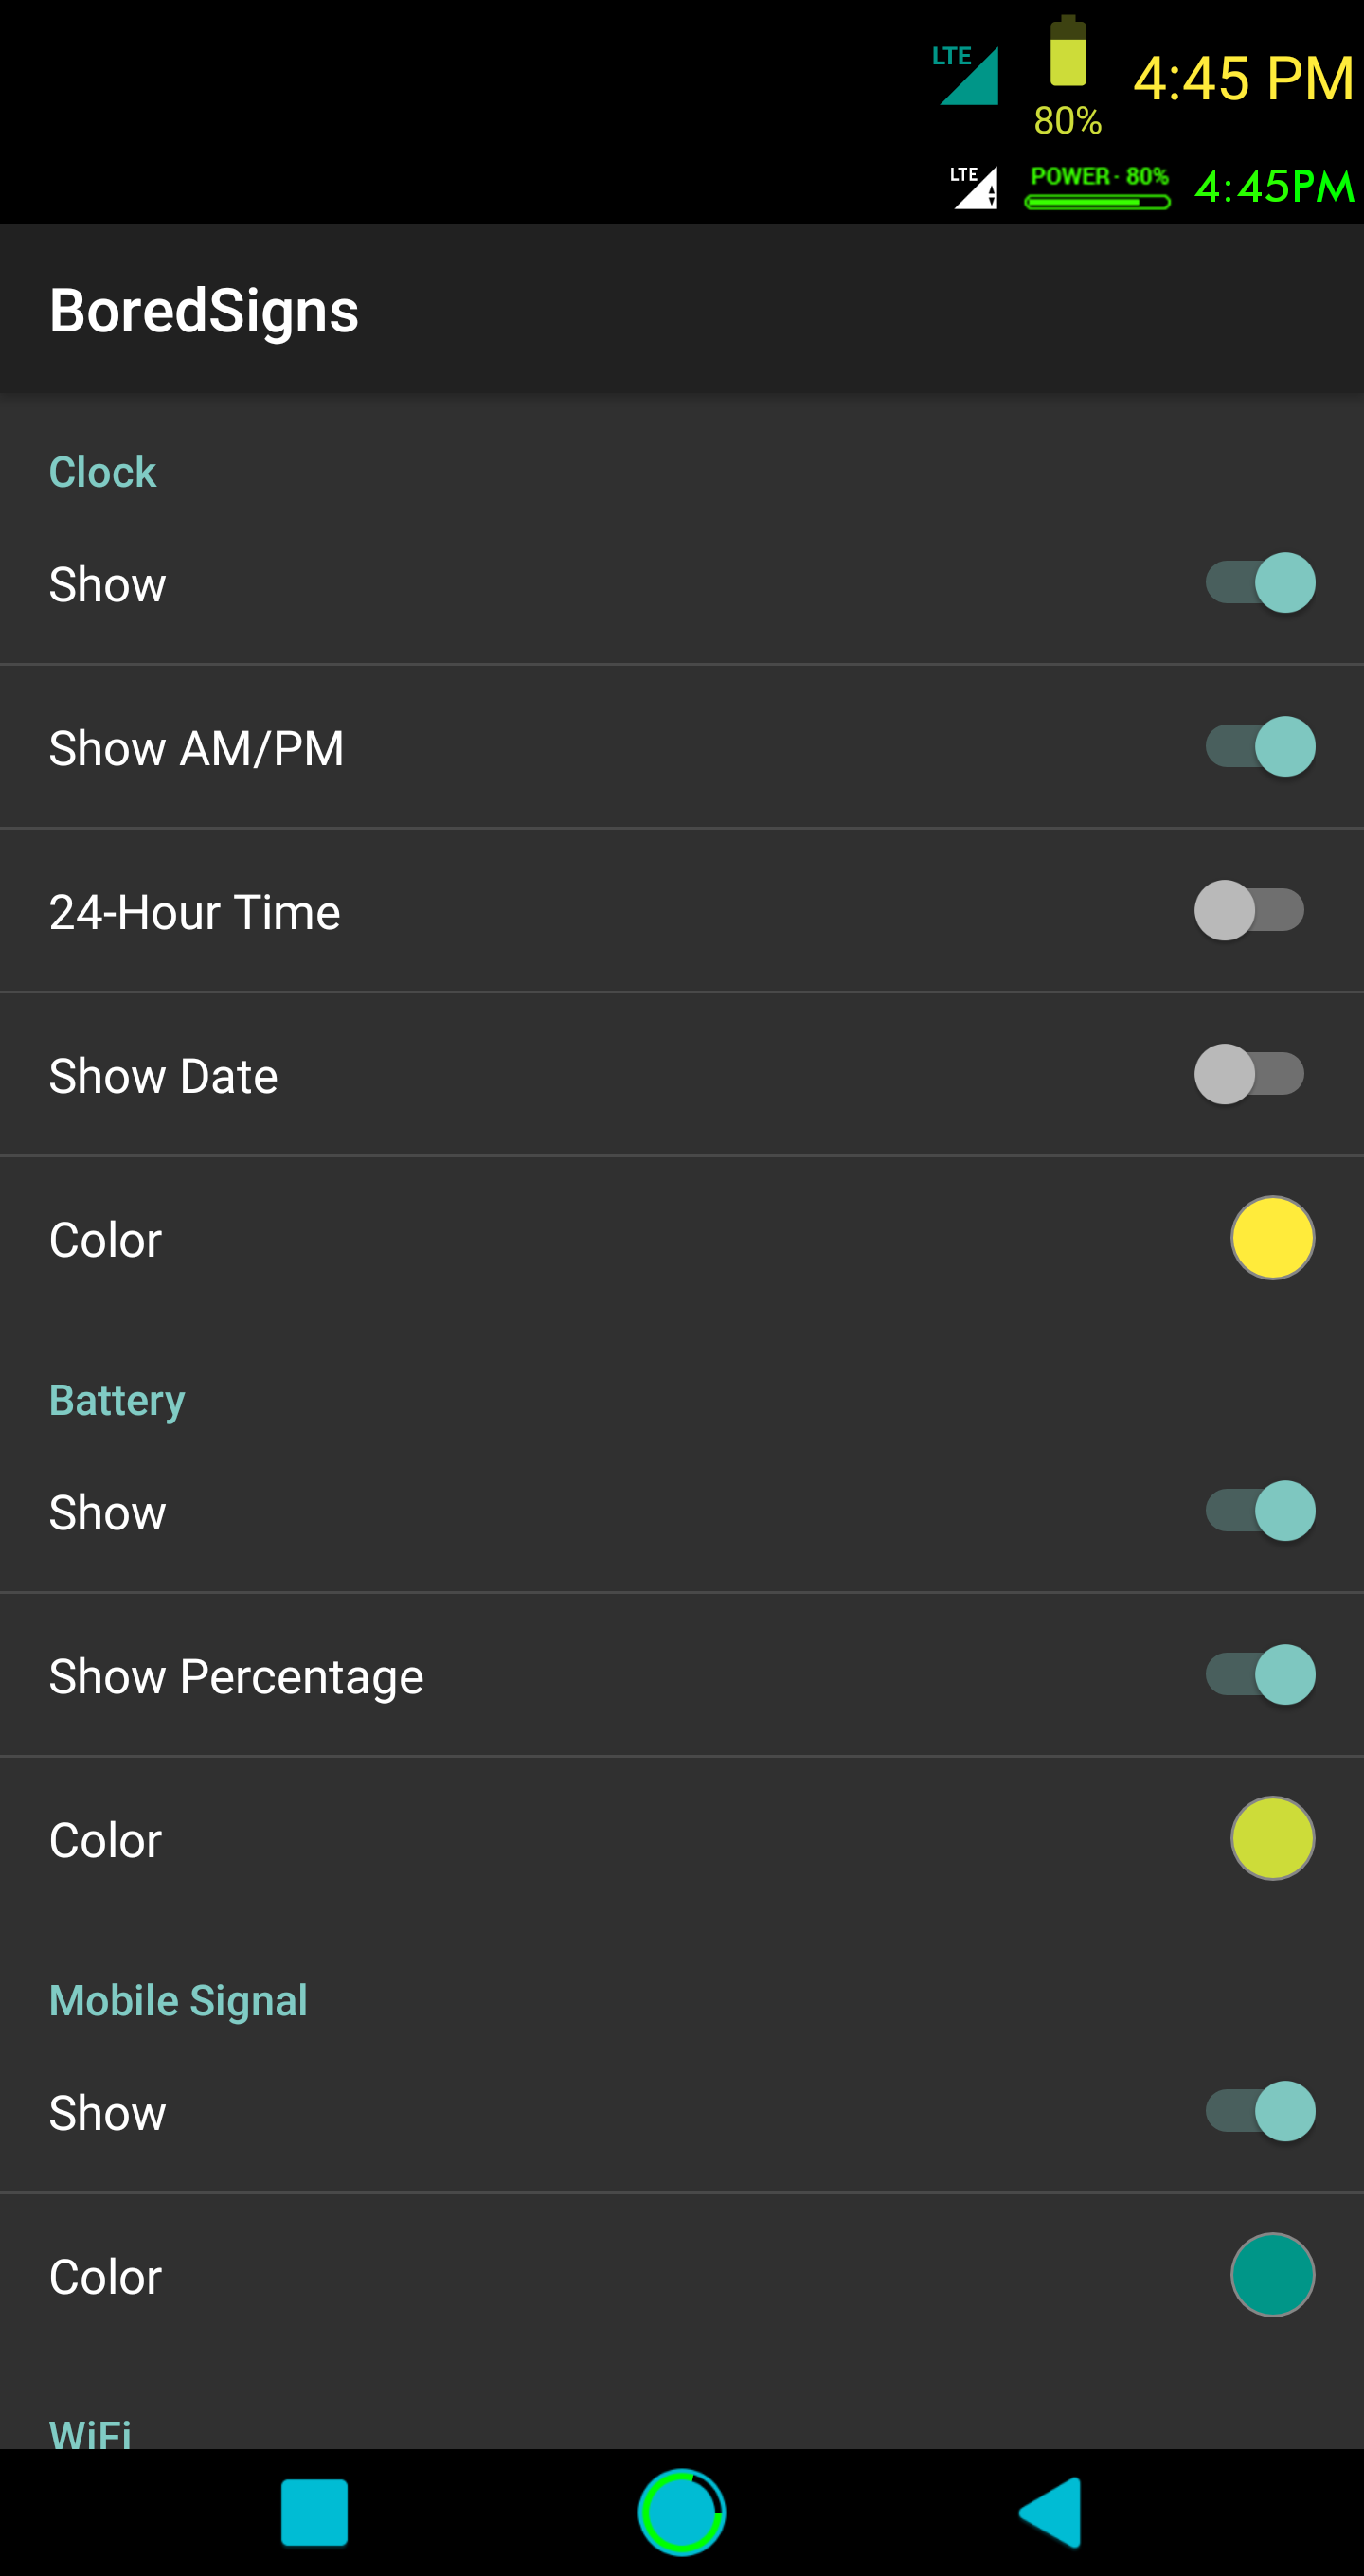 LTE 80% 4:45 PM
LTE POWER - 80% 4:45PM
BoredSigns
Clock
Show
Show AM/PM
24-Hour Time
Show Date
Color
Battery
Show
Show Percentage
Color
Mobile Signal
Show
Color
WiFi